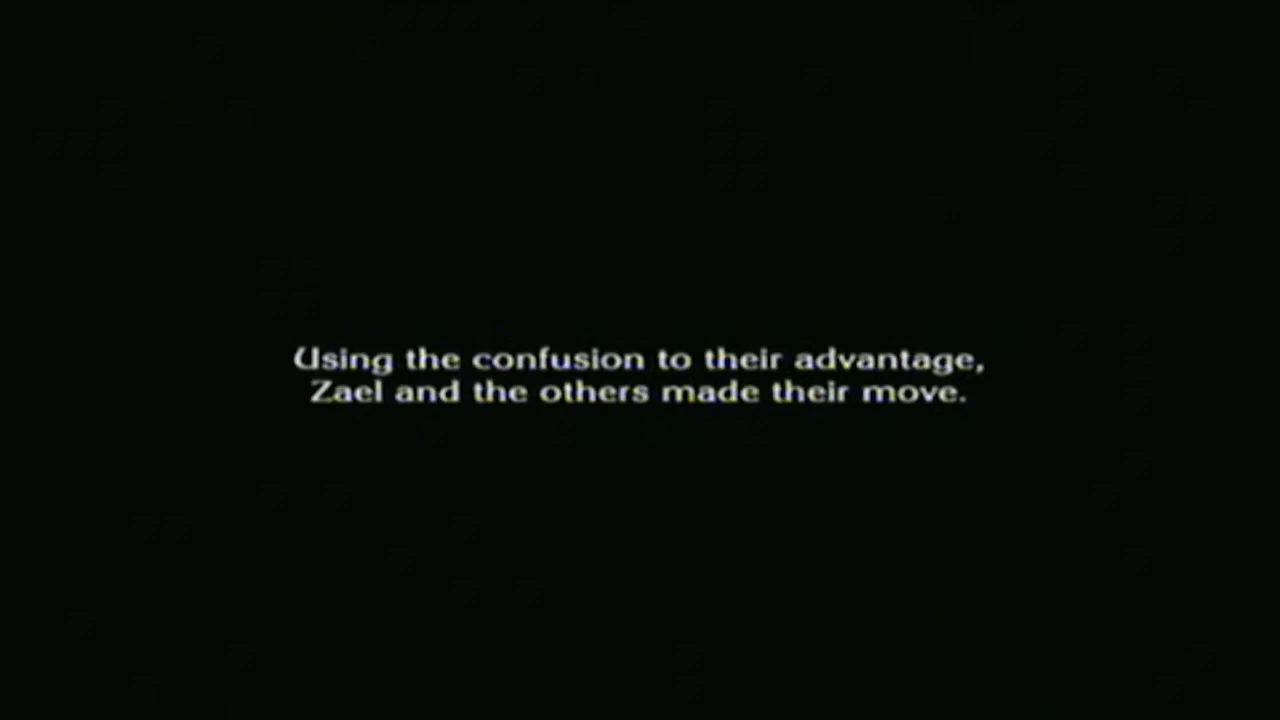 Using the confusion to their advantage,
Zael and the others made their move.